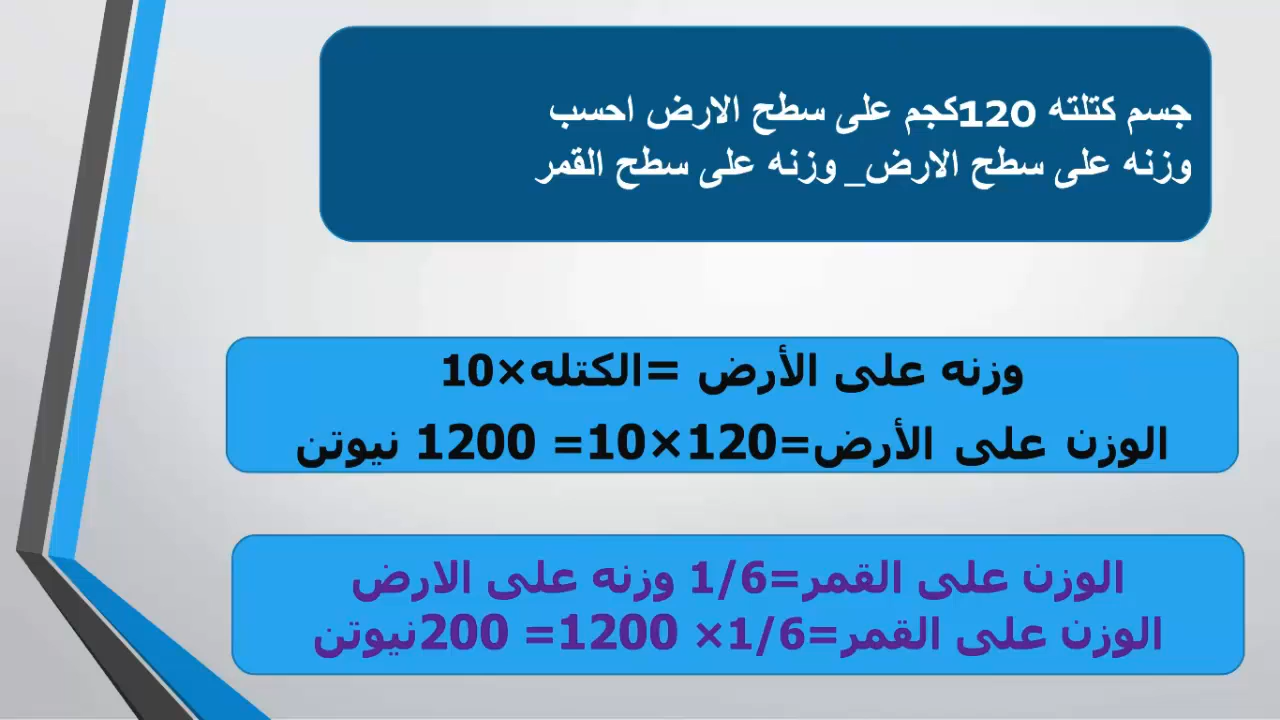 جسم كتلته 120كجم على سطح الارض احسب
وزنه على سطح الارض_ وزنه على سطح القمر
وزنه على الأرض =الكتله×10
الوزن على الأرض=120×10= 1200 نيوتن
الوزن على القمر=1/6 وزنه على الارض
الوزن على القمر=1/6× 1200= 200نيوتن